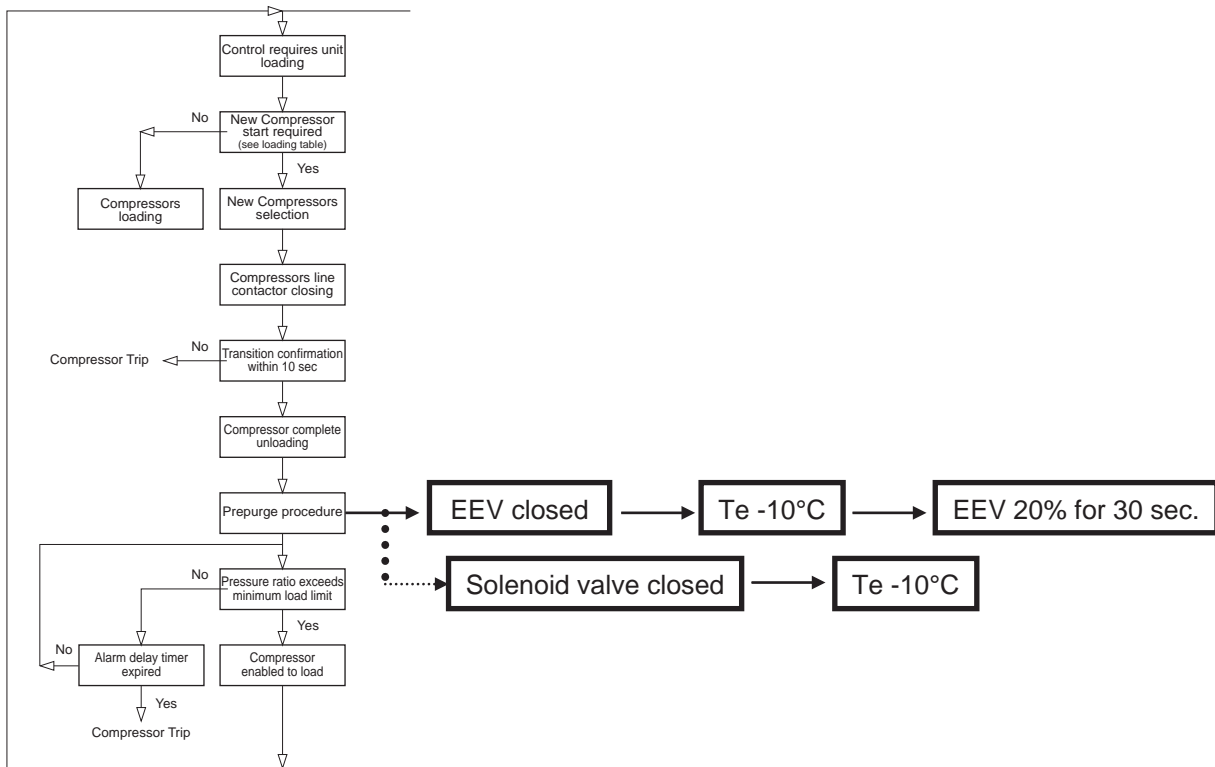 Control requires unit
loading
No
New Compressor
start required
(see loading table)
Yes
Compressors
loading
New Compressors
selection
Compressors line
contactor closing
Compressor Trip
No
Transition confirmation
within 10 sec
Compressor complete
unloading
Prepurge procedure
EEV closed
Te -10°C
EEV 20% for 30 sec.
Solenoid valve closed
Te -10°C
No
Pressure ratio exceeds
minimum load limit
Yes
No
Alarm delay timer
expired
Compressor
enabled to load
Yes
Compressor Trip